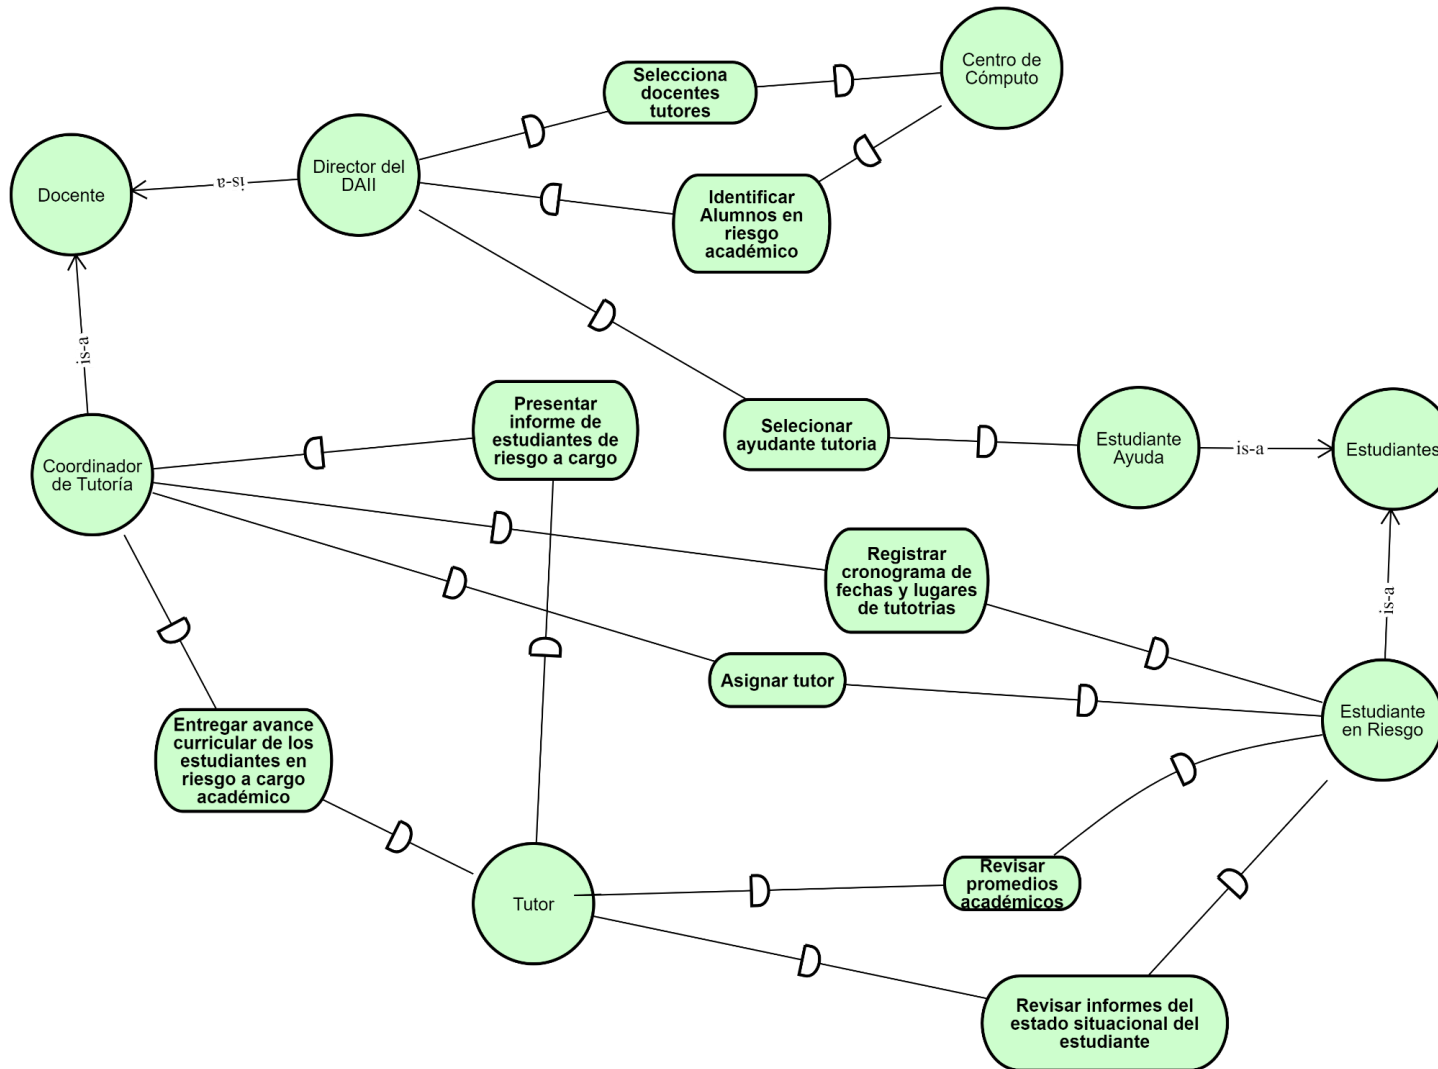 Centro de
Cómputo
Selecciona
docentes
tutores
Director del
DAII
Docente
is-a
Identificar
Alumnos en
riesgo
académico
is-a
Presentar
informe de
estudiantes de
riesgo a cargo
Selecionar
ayudante tutoria
Estudiante
Ayuda
is-a
Estudiantes
Coordinador
de Tutoría
Registrar
cronograma de
fechas y lugares
de tutotrias
is-a
Asignar tutor
Estudiante
en Riesgo
Entregar avance
curricular de los
estudiantes en
riesgo a cargo
académico
Revisar
promedios
académicos
Tutor
Revisar informes del
estado situacional del
estudiante